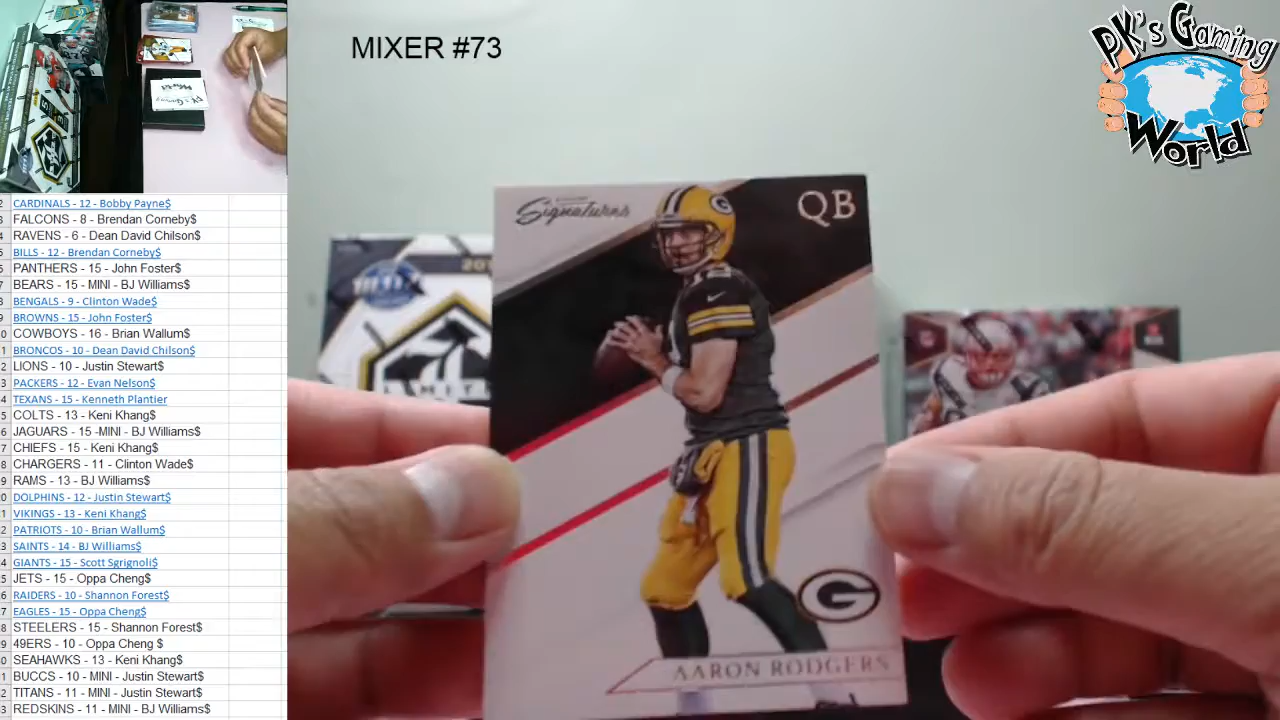 MIXER #73
PK's Gaming
World
CARDINALS - 12 - Bobby Payne$
FALCONS - 8 - Brendan Corneby$
RAVENS - 6 - Dean David Chilson$
BILLS - 12 - Brendan Corneby$
PANTHERS - 15 - John Foster$
BEARS - 15 - MINI - BJ Williams$
BENGALS - 9 - Clinton Wade$
BROWNS - 15 - John Foster$
COWBOYS - 16 - Brian Wallum$
BRONCOS - 10 - Dean David Chilson$
LIONS - 10 - Justin Stewart$
PACKERS - 12 - Evan Nelson$
TEXANS - 15 - Kenneth Plantier
COLTS - 13 - Keni Khang$
JAGUARS - 15 -MINI - BJ Williams$
CHIEFS - 15 - Keni Khang$
CHARGERS - 11 - Clinton Wade$
RAMS - 13 - BJ Williams$
DOLPHINS - 12 - Justin Stewart$
VIKINGS - 13 - Keni Khang$
PATRIOTS - 10 - Brian Wallum$
SAINTS - 14 - BJ Williams$
GIANTS - 15 - Scott Sgrignoli$
JETS - 15 - Oppa Cheng$
RAIDERS - 10 - Shannon Forest$
EAGLES - 15 - Oppa Cheng$
STEELERS - 15 - Shannon Forest$
49ERS - 10 - Oppa Cheng $
SEAHAWKS - 13 - Keni Khang$
BUCCS - 10 - MINI - Justin Stewart$
TITANS - 11 - MINI - Justin Stewart$
REDSKINS - 11 - MINI - BJ Williams$
Signatures
QB
G
AARON RODGERS